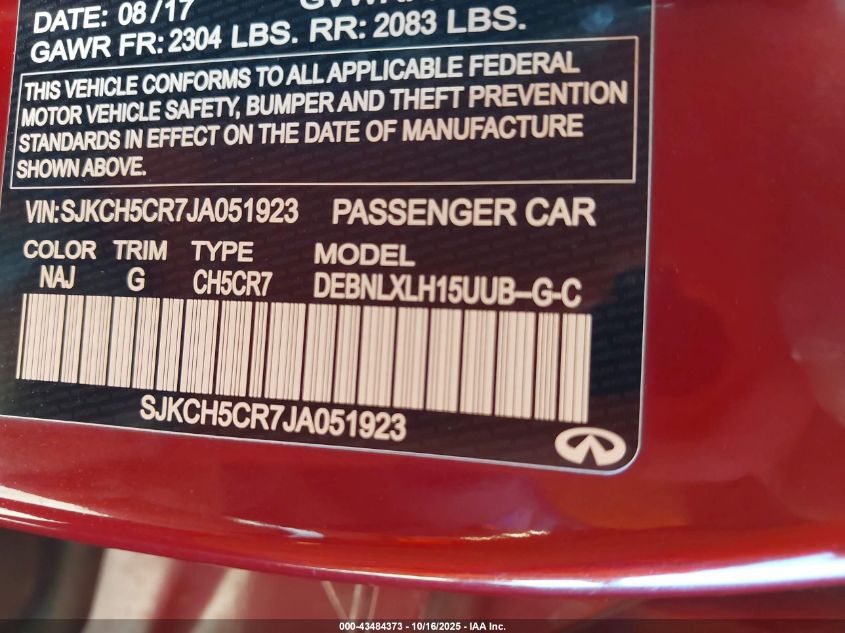 DATE: 08/17
GAWR FR: 2304 LBS. RR: 2083 LBS.
THIS VEHICLE CONFORMS TO ALL APPLICABLE FEDERAL
MOTOR VEHICLE SAFETY, BUMPER AND THEFT PREVENTION
STANDARDS IN EFFECT ON THE DATE OF MANUFACTURE
SHOWN ABOVE.
VIN: SJKCH5CR7JA051923 PASSENGER CAR
COLOR TRIM TYPE MODEL
NAJ G CH5CR7 DEBNLXLH15UUB-G-C
SJKCH5CR7JA051923
000-43484373 - 10/16/2025 - IAA Inc.